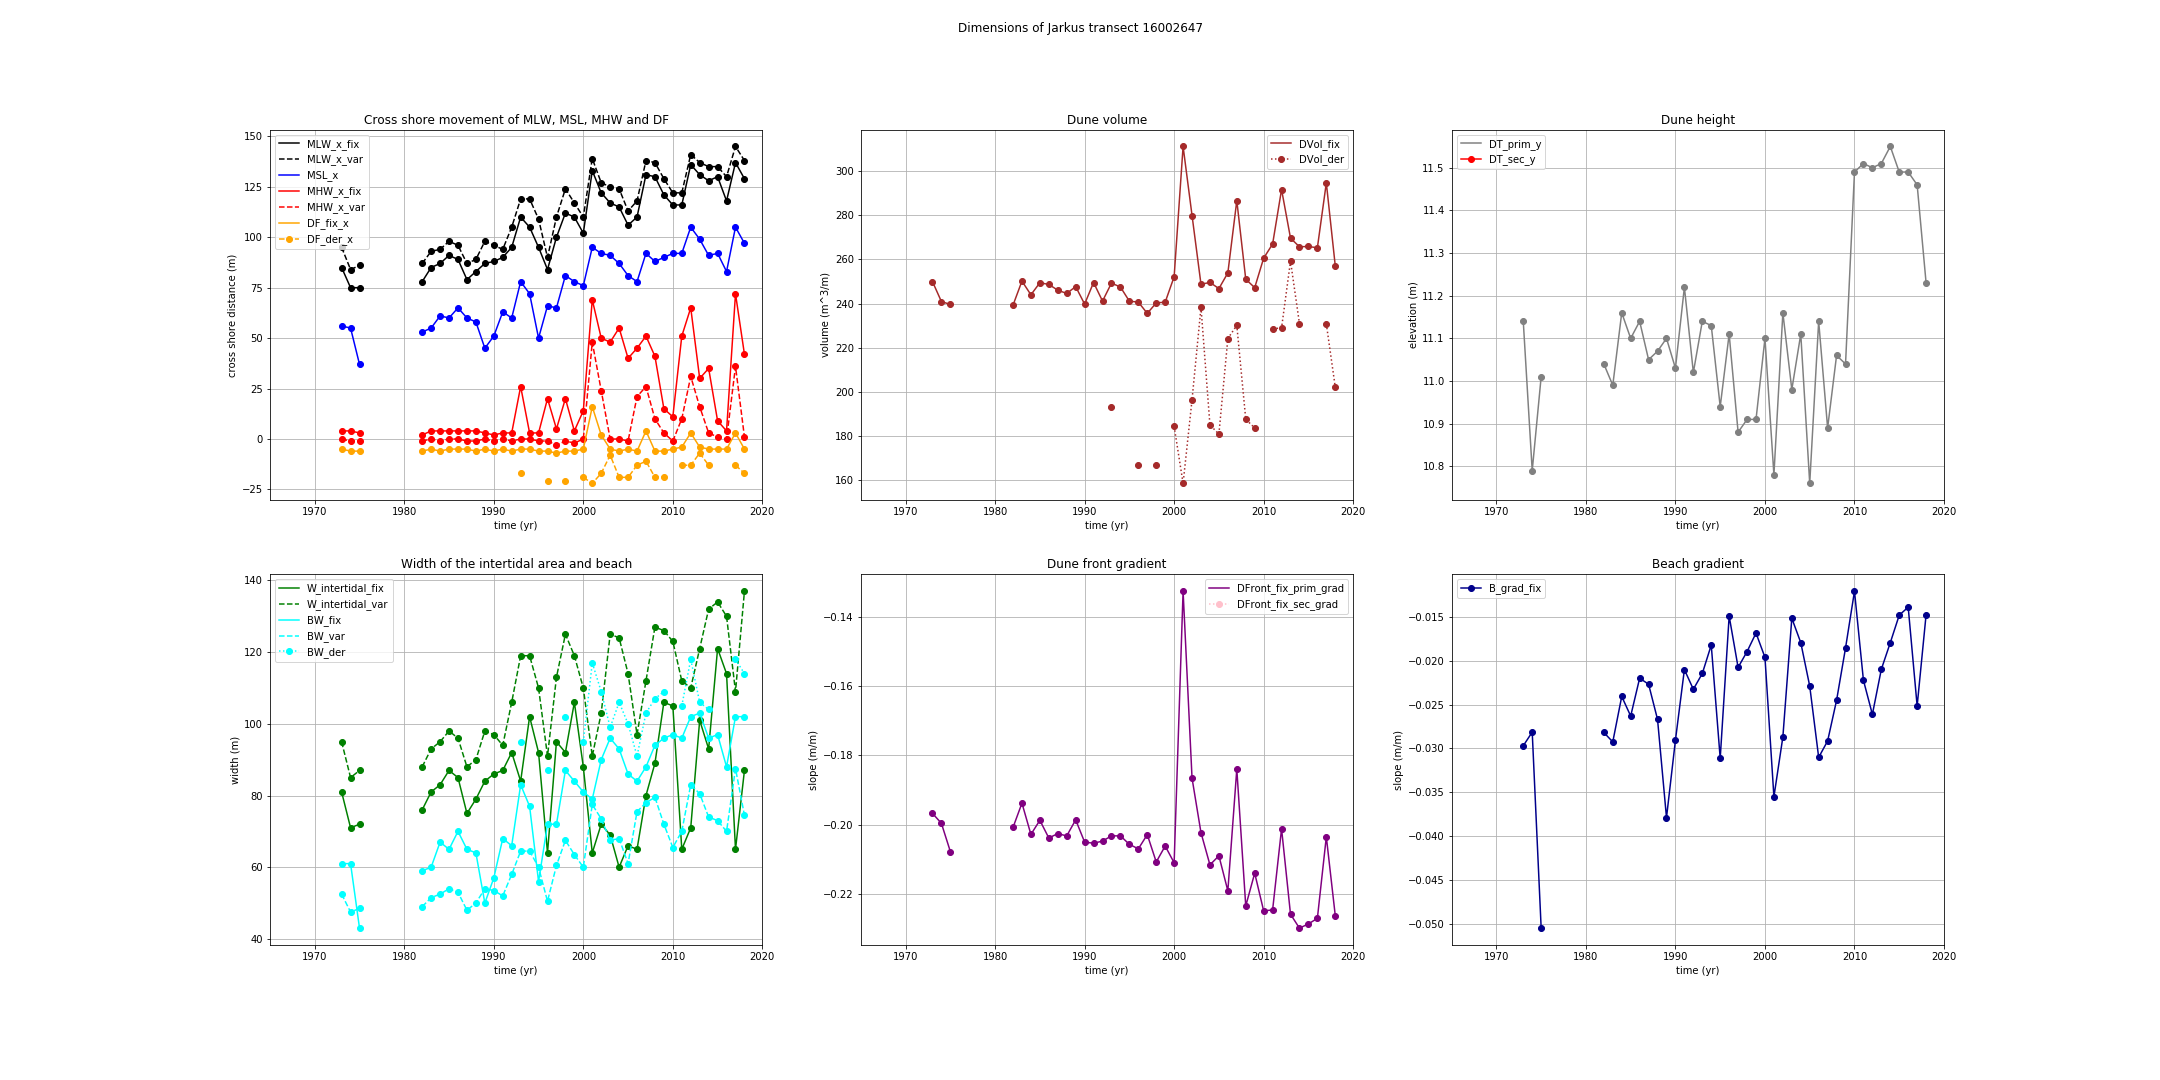 Dimensions of Jarkus transect 16002647
Cross shore movement of MLW, MSL, MHW and DF
150
125
100
75
50
25
0
−25
cross shore distance (m)
MLW_x_fix
MLW_x_var
MSL_x
MHW_x_fix
MHW_x_var
DF_fix_x
DF_der_x
1970
1980
1990
2000
2010
2020
time (yr)
Dune volume
300
280
260
240
220
200
180
160
volume (m^3/m)
DVol_fix
DVol_der
1970
1980
1990
2000
2010
2020
time (yr)
Dune height
11.5
11.4
11.3
11.2
11.1
11.0
10.9
10.8
elevation (m)
DT_prim_y
DT_sec_y
1970
1980
1990
2000
2010
2020
time (yr)
Width of the intertidal area and beach
140
120
100
80
60
40
width (m)
W_intertidal_fix
W_intertidal_var
BW_fix
BW_var
BW_der
1970
1980
1990
2000
2010
2020
time (yr)
Dune front gradient
−0.14
−0.16
−0.18
−0.20
−0.22
slope (m/m)
DFront_fix_prim_grad
DFront_fix_sec_grad
1970
1980
1990
2000
2010
2020
time (yr)
Beach gradient
−0.015
−0.020
−0.025
−0.030
−0.035
−0.040
−0.045
−0.050
slope (m/m)
B_grad_fix
1970
1980
1990
2000
2010
2020
time (yr)